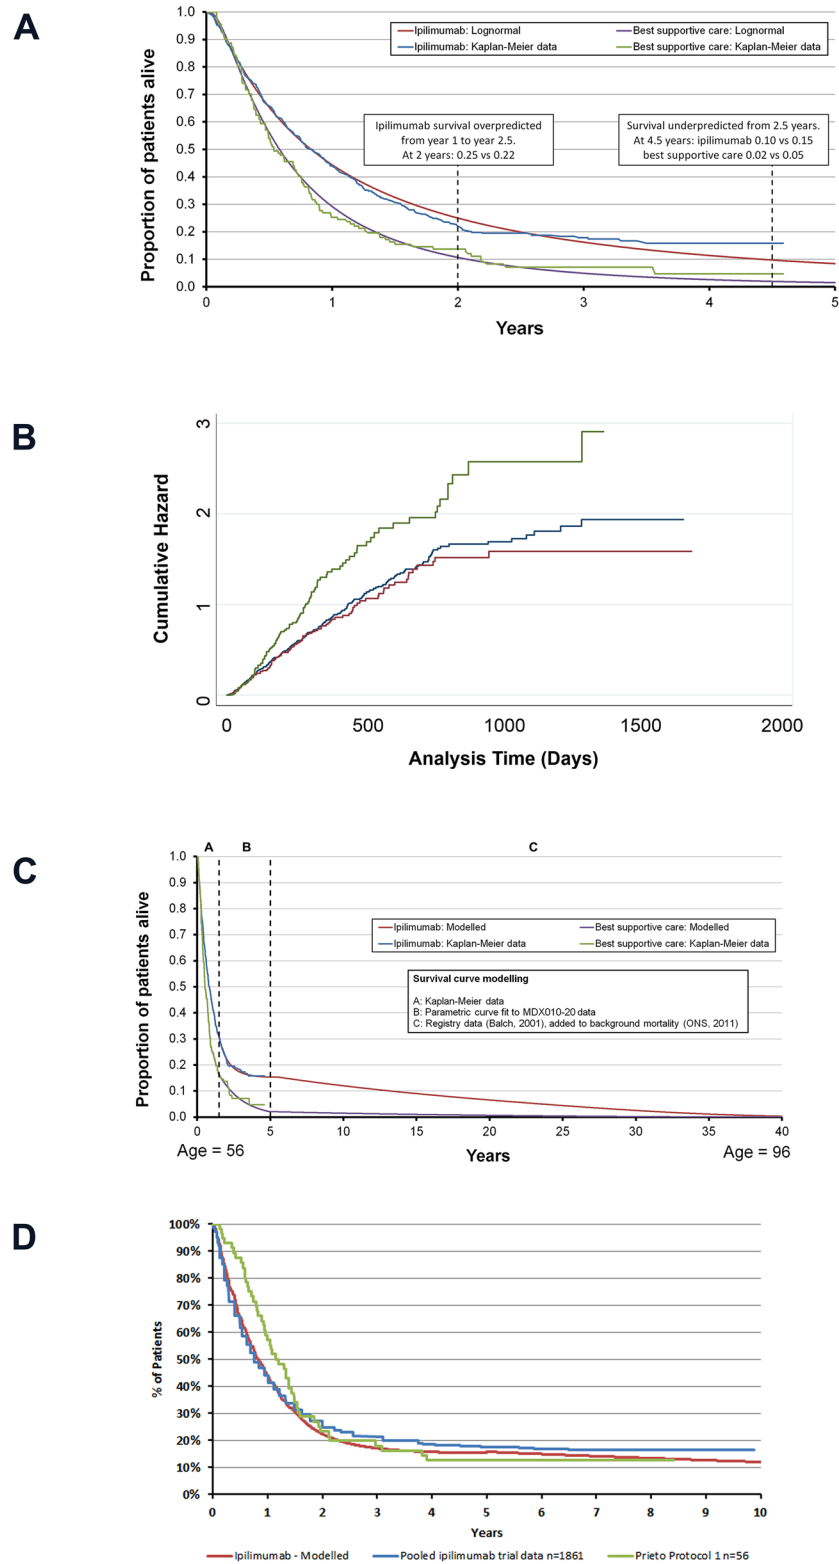 A
Ipilimumab: Lognormal
Best supportive care: Lognormal
Ipilimumab: Kaplan-Meier data
Best supportive care: Kaplan-Meier data
Ipilimumab survival overpredicted
from year 1 to year 2.5.
At 2 years: 0.25 vs 0.22
Survival underpredicted from 2.5 years.
At 4.5 years: ipilimumab 0.10 vs 0.15
best supportive care 0.02 vs 0.05
Proportion of patients alive
1.0
0.9
0.8
0.7
0.6
0.5
0.4
0.3
0.2
0.1
0.0
0 1 2 3 4 5
Years
B
Cumulative Hazard
3
2
1
0
0 500 1000 1500 2000
Analysis Time (Days)
C
A B C
Ipilimumab: Modelled
Best supportive care: Modelled
Ipilimumab: Kaplan-Meier data
Best supportive care: Kaplan-Meier data
Survival curve modelling
A: Kaplan-Meier data
B: Parametric curve fit to MDX010-20 data
C: Registry data (Balch, 2001), added to background mortality (ONS, 2011)
Proportion of patients alive
1.0
0.9
0.8
0.7
0.6
0.5
0.4
0.3
0.2
0.1
0.0
0 5 10 15 20 25 30 35 40
Age = 56
Years
Age = 96
D
% of Patients
100%
90%
80%
70%
60%
50%
40%
30%
20%
10%
0%
0 1 2 3 4 5 6 7 8 9 10
Years
Ipilimumab - Modelled
Pooled ipilimumab trial data n=1861
Prieto Protocol 1 n=56